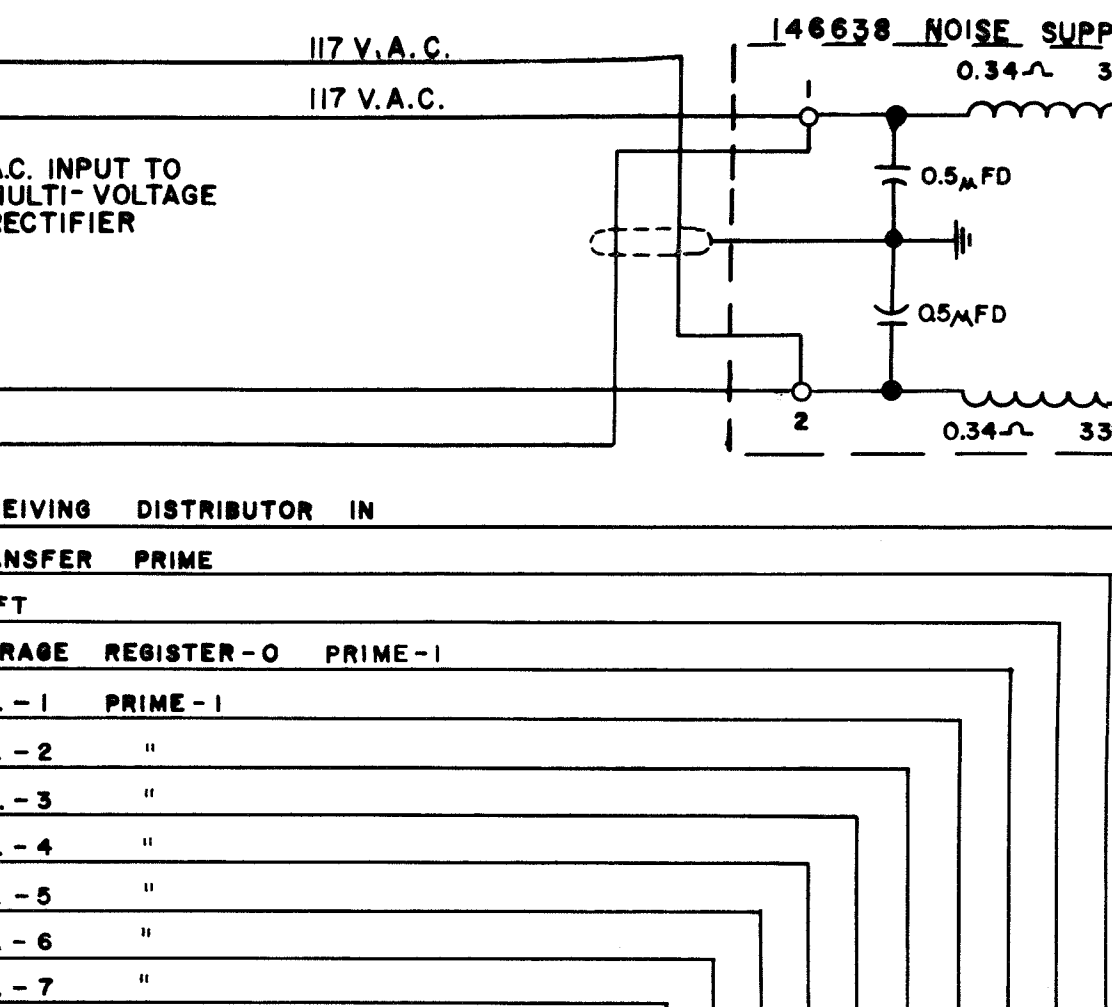 117 V.A.C.
146638 NOISE SUPP
0.34Ω 3
117 V.A.C.
1
A.C. INPUT TO
MULTI-VOLTAGE
RECTIFIER
0.5μFD
0.5μFD
2
0.34Ω 33
EIVING DISTRIBUTOR IN
NSFER PRIME
FT
RAGE REGISTER-0 PRIME-1
. -1 PRIME-1
. -2 "
. -3 "
. -4 "
. -5 "
. -6 "
. -7 "